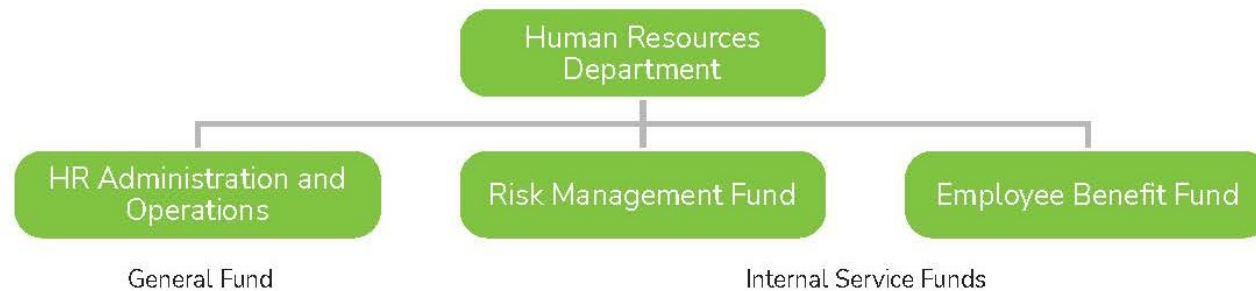 Human Resources
Department
HR Administration and
Operations
Risk Management Fund
Employee Benefit Fund
General Fund
Internal Service Funds